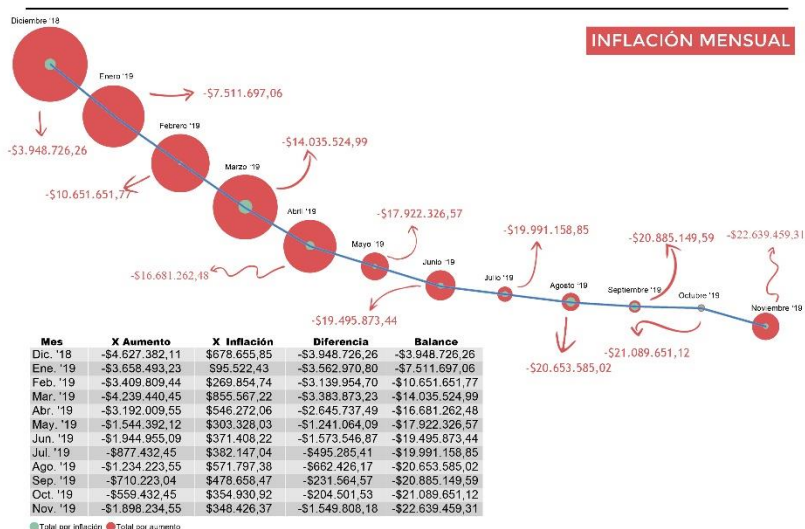 Diciembre '18
INFLACIÓN MENSUAL
Enero '19
-$7.511.697,06
Febrero '19
-$3.948.726,26
-$14.035.524,99
Marzo '19
-$10.651.651,77
Abril '19
-$17.922.326,57
-$19.991.158,85
-$20.885.149,59
-$22.639.459,31
Mayo '19
Junio '19
-$16.681.262,48
Julio '19
Agosto '19
Septiembre '19
Octubre '19
Noviembre '19
-$19.495.873,44
-$21.089.651,12
-$20.653.585,02
Mes X Aumento X Inflación Diferencia Balance
Dic. '18 -$4.627.382,11 $678.655,85 -$3.948.726,26 -$3.948.726,26
Ene. '19 -$3.658.493,23 $95.522,43 -$3.562.970,80 -$7.511.697,06
Feb. '19 -$3.409.809,44 $269.854,74 -$3.139.954,70 -$10.651.651,77
Mar. '19 -$4.239.440,45 $855.567,22 -$3.383.873,23 -$14.035.524,99
Abr. '19 -$3.192.009,55 $546.272,06 -$2.645.737,49 -$16.681.262,48
May. '19 -$1.544.392,12 $303.328,03 -$1.241.064,09 -$17.922.326,57
Jun. '19 -$1.944.955,09 $371.408,22 -$1.573.546,87 -$19.495.873,44
Jul. '19 -$877.432,45 $382.147,04 -$495.285,41 -$19.991.158,85
Ago. '19 -$1.234.223,55 $571.797,38 -$662.426,17 -$20.653.585,02
Sep. '19 -$710.223,04 $478.658,47 -$231.564,57 -$20.885.149,59
Oct. '19 -$559.432,45 $354.930,92 -$204.501,53 -$21.089.651,12
Nov. '19 -$1.898.234,55 $348.426,37 -$1.549.808,18 -$22.639.459,31
Total por inflación Total por aumento